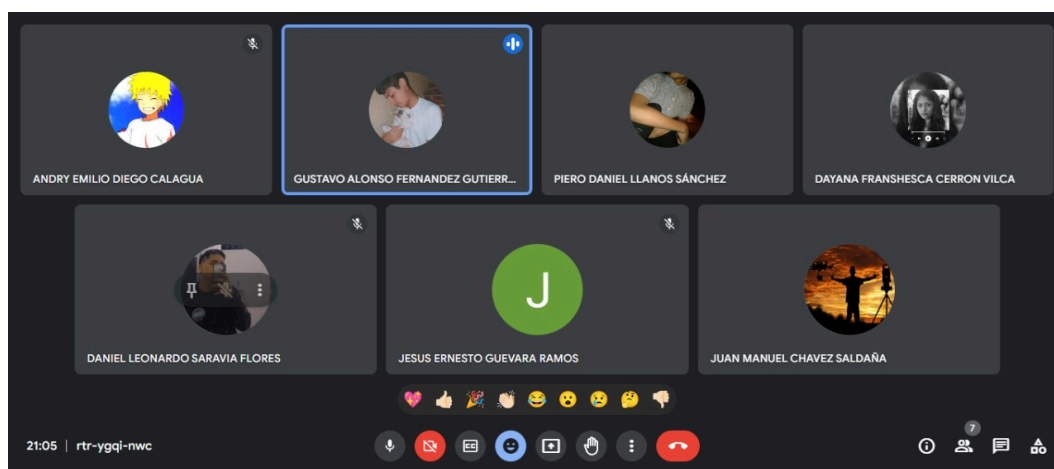 ANDRY EMILIO DIEGO CALAGUA
GUSTAVO ALONSO FERNANDEZ GUTIERR...
PIERO DANIEL LLANOS SÁNCHEZ
DAYANA FRANSHESCA CERRON VILCA
J
DANIEL LEONARDO SARAVIA FLORES
JESUS ERNESTO GUEVARA RAMOS
JUAN MANUEL CHAVEZ SALDAÑA
7
21:05 | rtr-ygqi-nwc